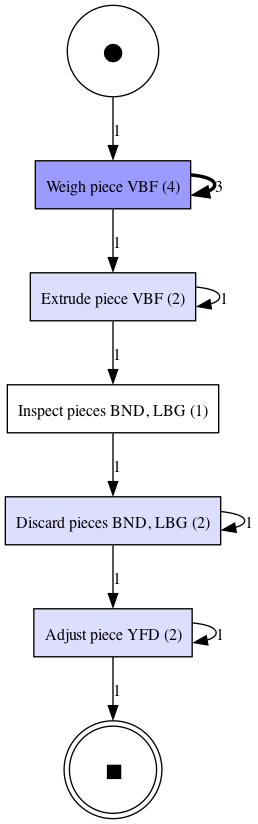 1
Weigh piece VBF (4)
3
1
Extrude piece VBF (2)
1
1
Inspect pieces BND, LBG (1)
1
Discard pieces BND, LBG (2)
1
1
Adjust piece YFD (2)
1
1